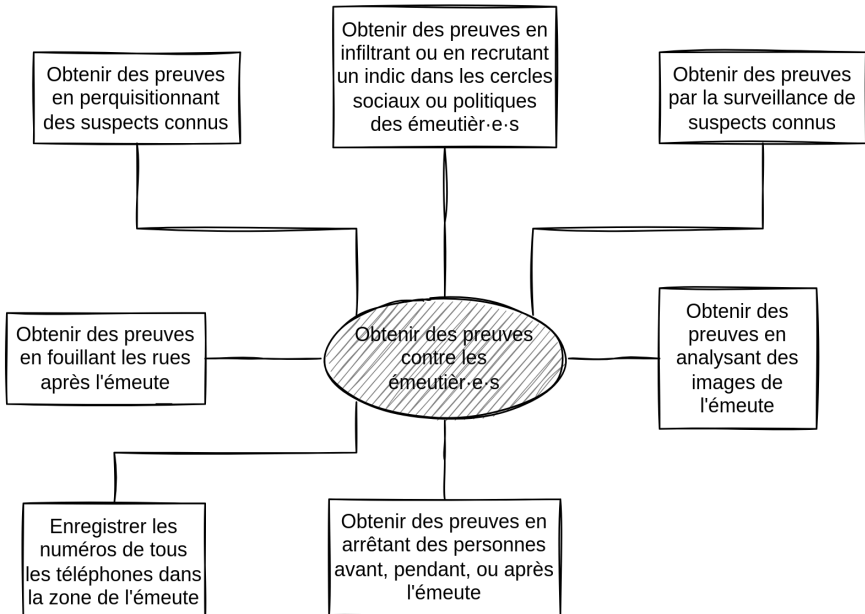 Obtenir des preuves
en perquisitionnant
des suspects connus
Obtenir des preuves en
infiltrant ou en recrutant
un indic dans les cercles
sociaux ou politiques
des émeutièr·e·s
Obtenir des preuves
par la surveillance de
suspects connus
Obtenir des preuves
en fouillant les rues
après l'émeute
Obtenir des preuves
contre les
émeutièr·e·s
Obtenir des
preuves en
analysant des
images de
l'émeute
Enregistrer les
numéros de tous
les téléphones dans
la zone de l'émeute
Obtenir des preuves en
arrêtant des personnes
avant, pendant, ou après
l'émeute